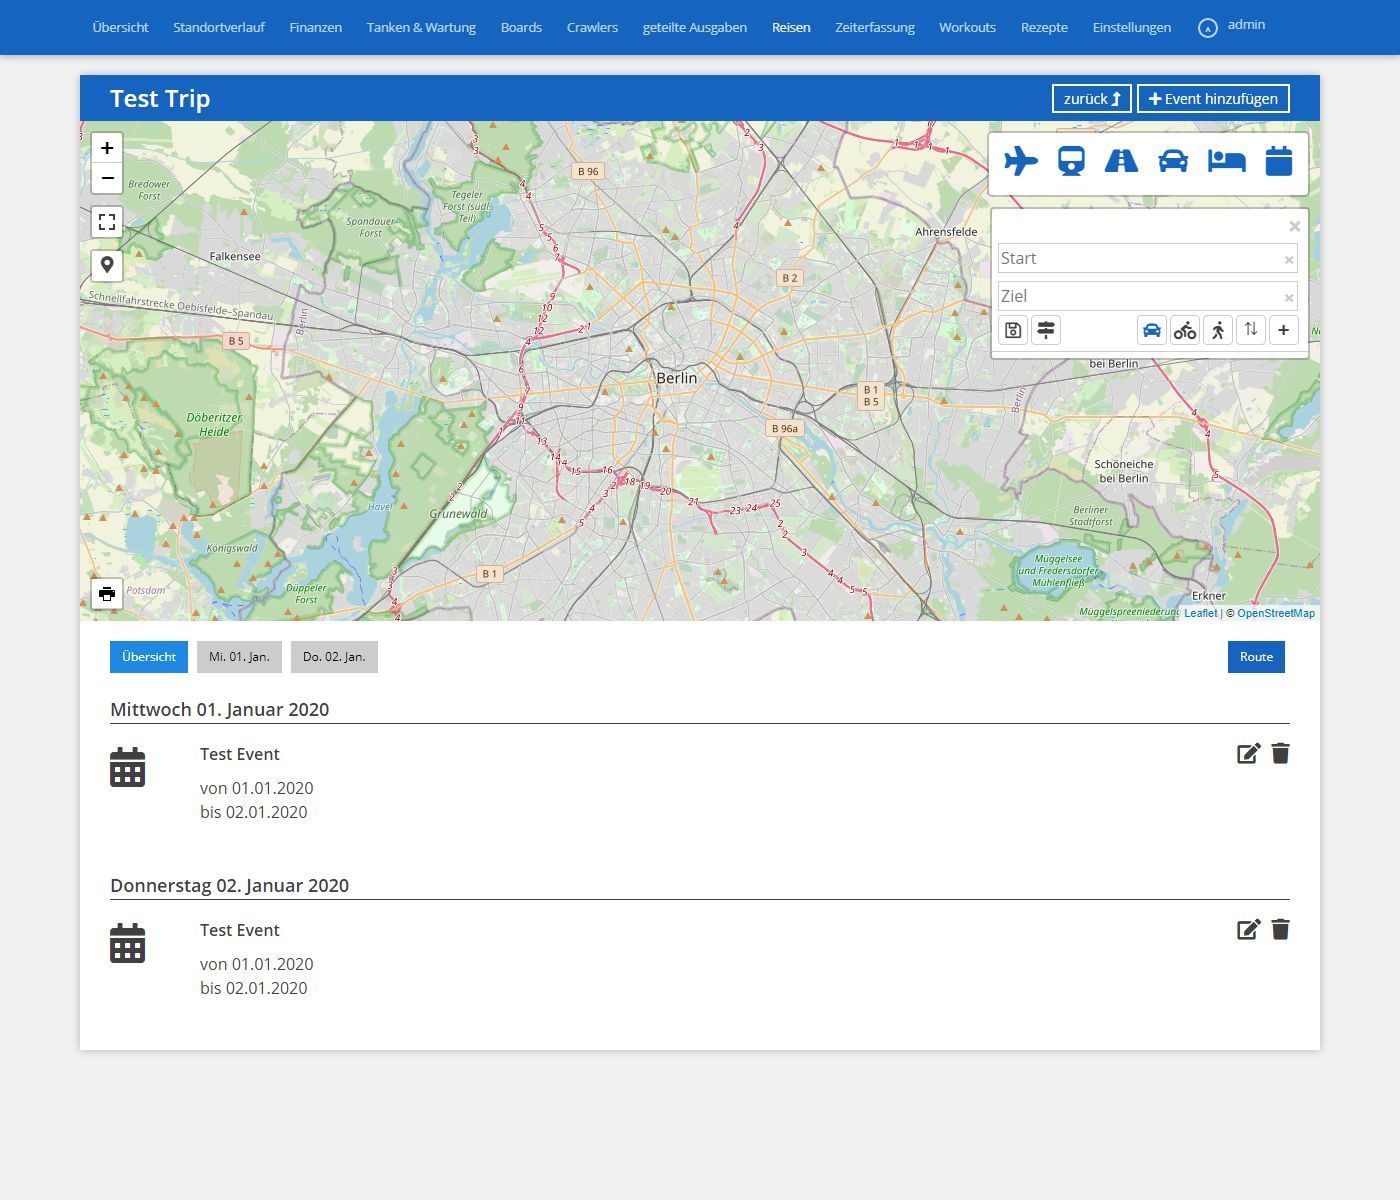 Übersicht Standortverlauf Finanzen Tanken & Wartung Boards Crawlers geteilte Ausgaben Reisen Zeiterfassung Workouts Rezepte Einstellungen A admin
Test Trip
zurück Event hinzufügen
+
−
Bredower
Forst
Spandauer
Forst
Tegeler
Forst (südl.
Teil)
B 96
Ahrensfelde
Falkensee
B 2
Schnellfahrstrecke Oebisfelde–Spandau
Berlin
B 5
Start
Ziel
+
bei Berlin
Berlin
B 1
B 5
Berlin
B 96a
Döberitzer
Heide
Schöneiche
bei Berlin
Havel
Grunewald
Berliner
Stadtforst
Königswald
Müggelsee
und Fredersdorfer
Mühlenfließ
B 1
Düppeler
Forst
Potsdam
Erkner
Müggelspreeniederung
Leaflet | © OpenStreetMap
Übersicht Mi. 01. Jan. Do. 02. Jan. Route
Mittwoch 01. Januar 2020
Test Event
von 01.01.2020
bis 02.01.2020
Donnerstag 02. Januar 2020
Test Event
von 01.01.2020
bis 02.01.2020